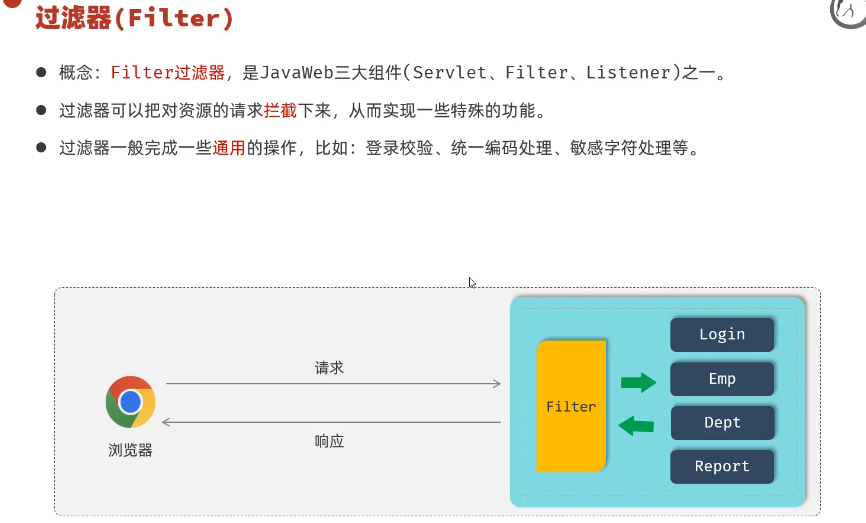 过滤器(Filter)
概念：Filter过滤器，是JavaWeb三大组件(Servlet、Filter、Listener)之一。
过滤器可以把对资源的请求拦截下来，从而实现一些特殊的功能。
过滤器一般完成一些通用的操作，比如：登录校验、统一编码处理、敏感字符处理等。
Login
请求
Emp
Filter
Dept
响应
浏览器
Report